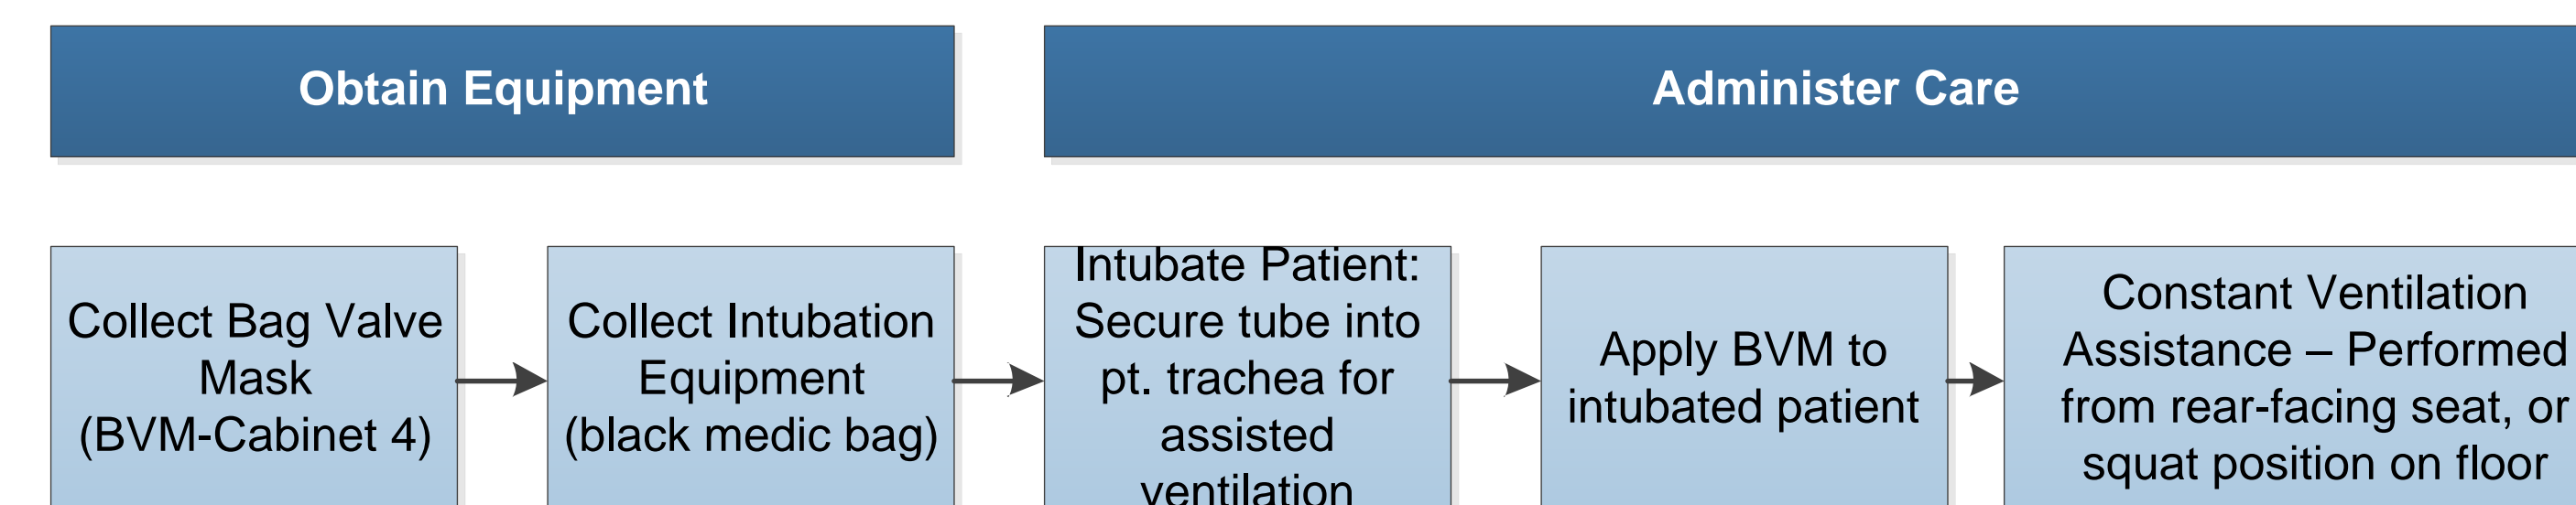 Obtain Equipment
Administer Care
Collect Bag Valve
Mask
(BVM-Cabinet 4)
Collect Intubation
Equipment
(black medic bag)
Intubate Patient:
Secure tube into
pt. trachea for
assisted
ventilation
Apply BVM to
intubated patient
Constant Ventilation
Assistance – Performed
from rear-facing seat, or
squat position on floor